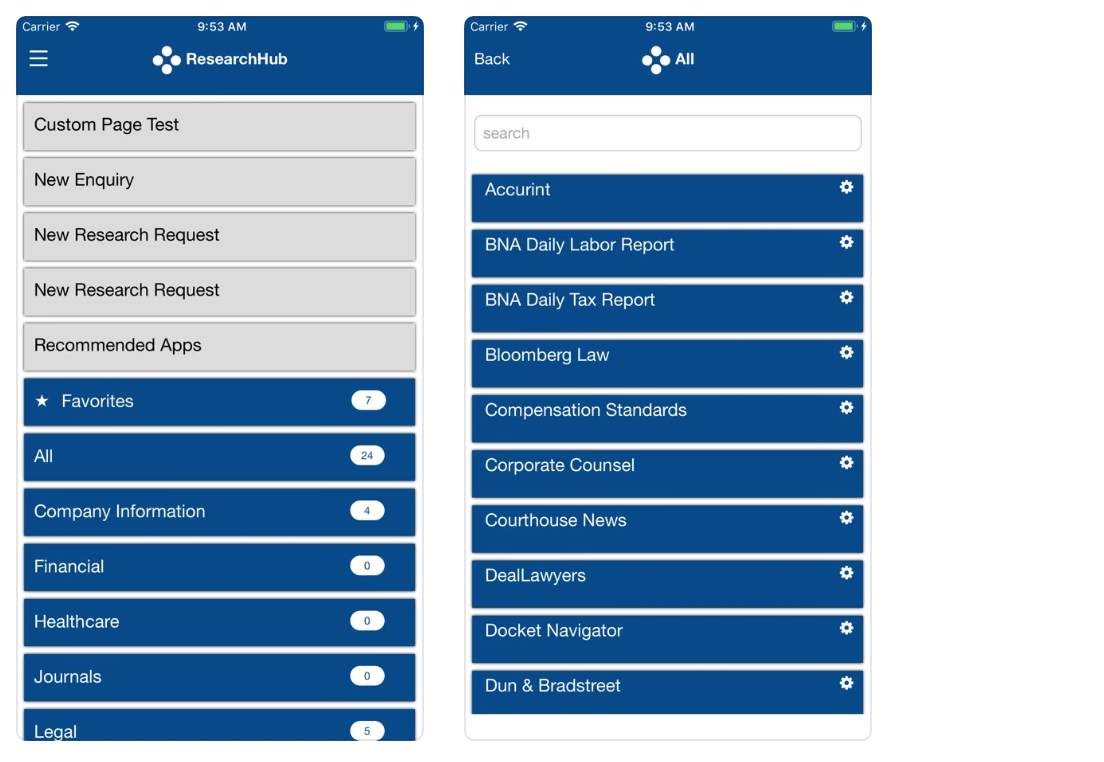 Carrier 9:53 AM
ResearchHub
Custom Page Test
New Enquiry
New Research Request
New Research Request
Recommended Apps
Favorites 7
All 24
Company Information 4
Financial 0
Healthcare 0
Journals 0
Legal 5
Carrier 9:53 AM
Back All
search
Accurint
BNA Daily Labor Report
BNA Daily Tax Report
Bloomberg Law
Compensation Standards
Corporate Counsel
Courthouse News
DealLawyers
Docket Navigator
Dun & Bradstreet